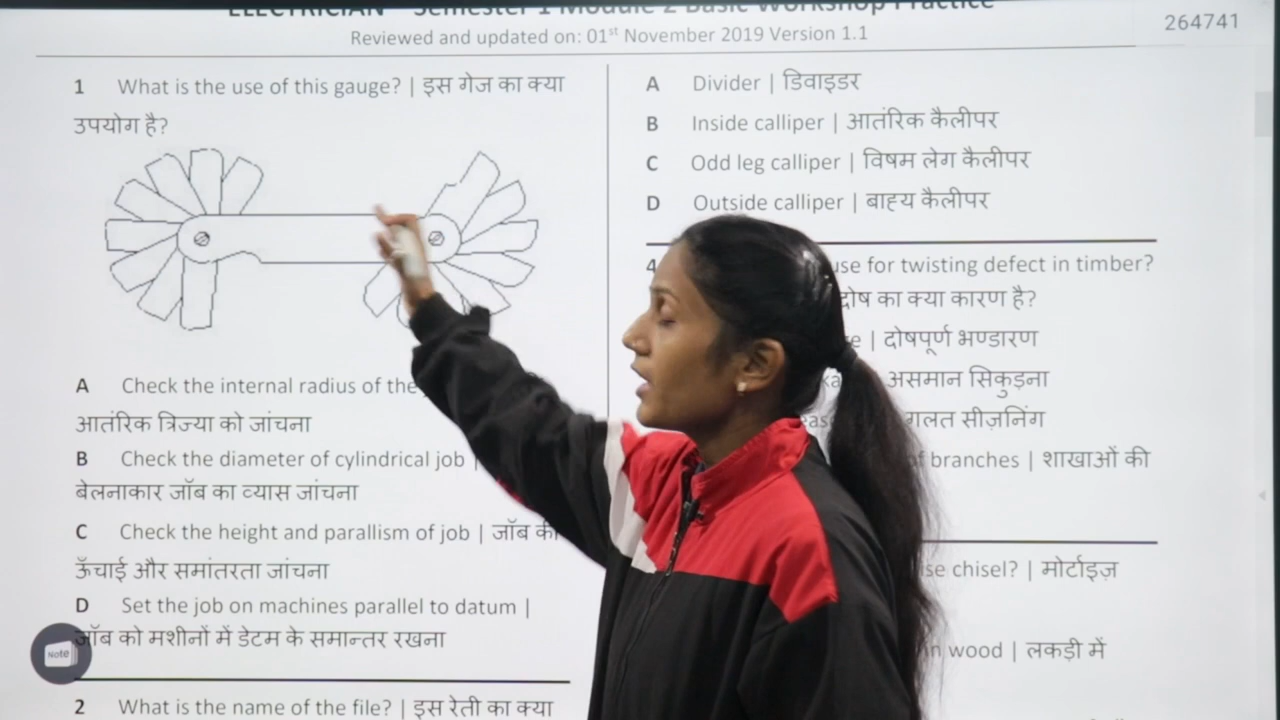 ELECTRICIAN - Semester 1 Module 2 Basic Workshop Practice
Reviewed and updated on: 01st November 2019 Version 1.1
264741
1 What is the use of this gauge? | इस गेज का क्या
उपयोग है?
A Check the internal radius of the
आतंरिक त्रिज्या को जांचना
B Check the diameter of cylindrical job
बेलनाकार जॉब का व्यास जांचना
C Check the height and parallism of job | जॉब की
ऊँचाई और समांतरता जांचना
D Set the job on machines parallel to datum |
जॉब को मशीनों में डेटम के समान्तर रखना
2 What is the name of the file? | इस रेती का क्या
A Divider | डिवाइडर
B Inside calliper | आतंरिक कैलीपर
C Odd leg calliper | विषम लेग कैलीपर
D Outside calliper | बाह्य कैलीपर
4 use for twisting defect in timber?
दोष का क्या कारण है?
| दोषपूर्ण भण्डारण
असमान सिकुड़ना
गलत सीज़निंग
of branches | शाखाओं की
chisel? | मोर्टाइज़
in wood | लकड़ी में
Note